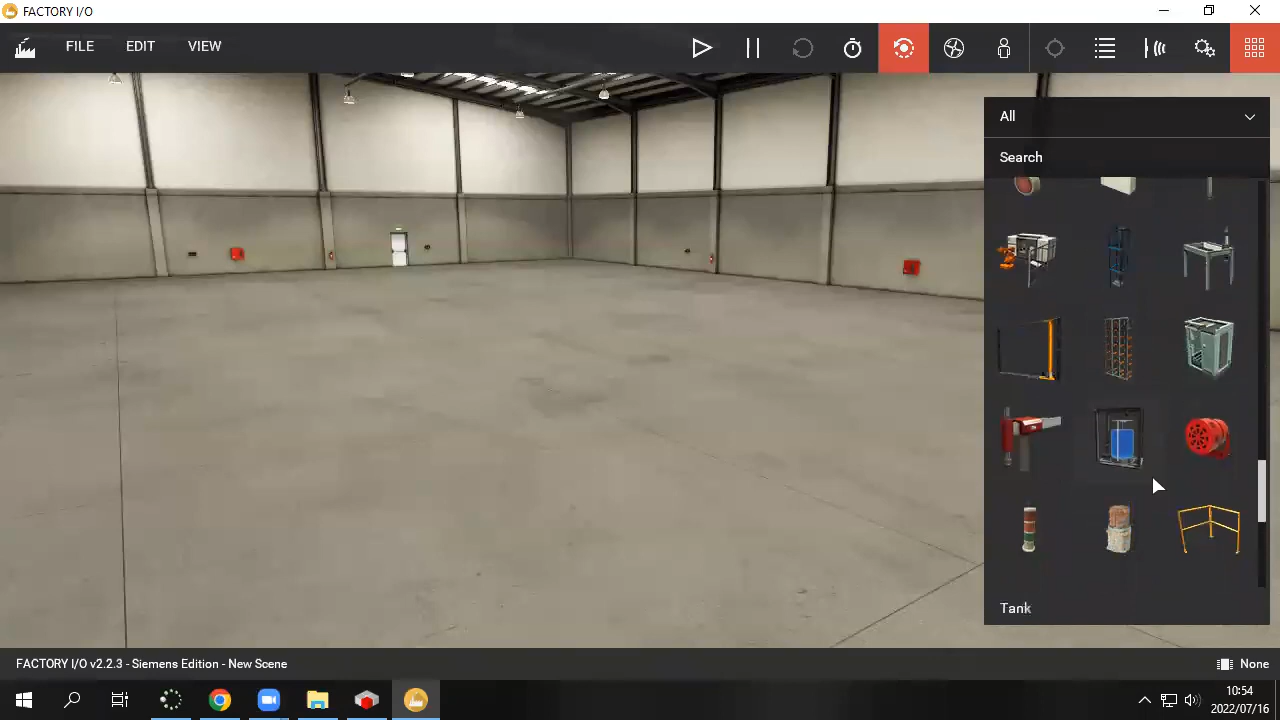 FACTORY I/O
FILE EDIT VIEW
All
Search
Tank
FACTORY I/O v2.2.3 - Siemens Edition - New Scene
None
10:54
2022/07/16